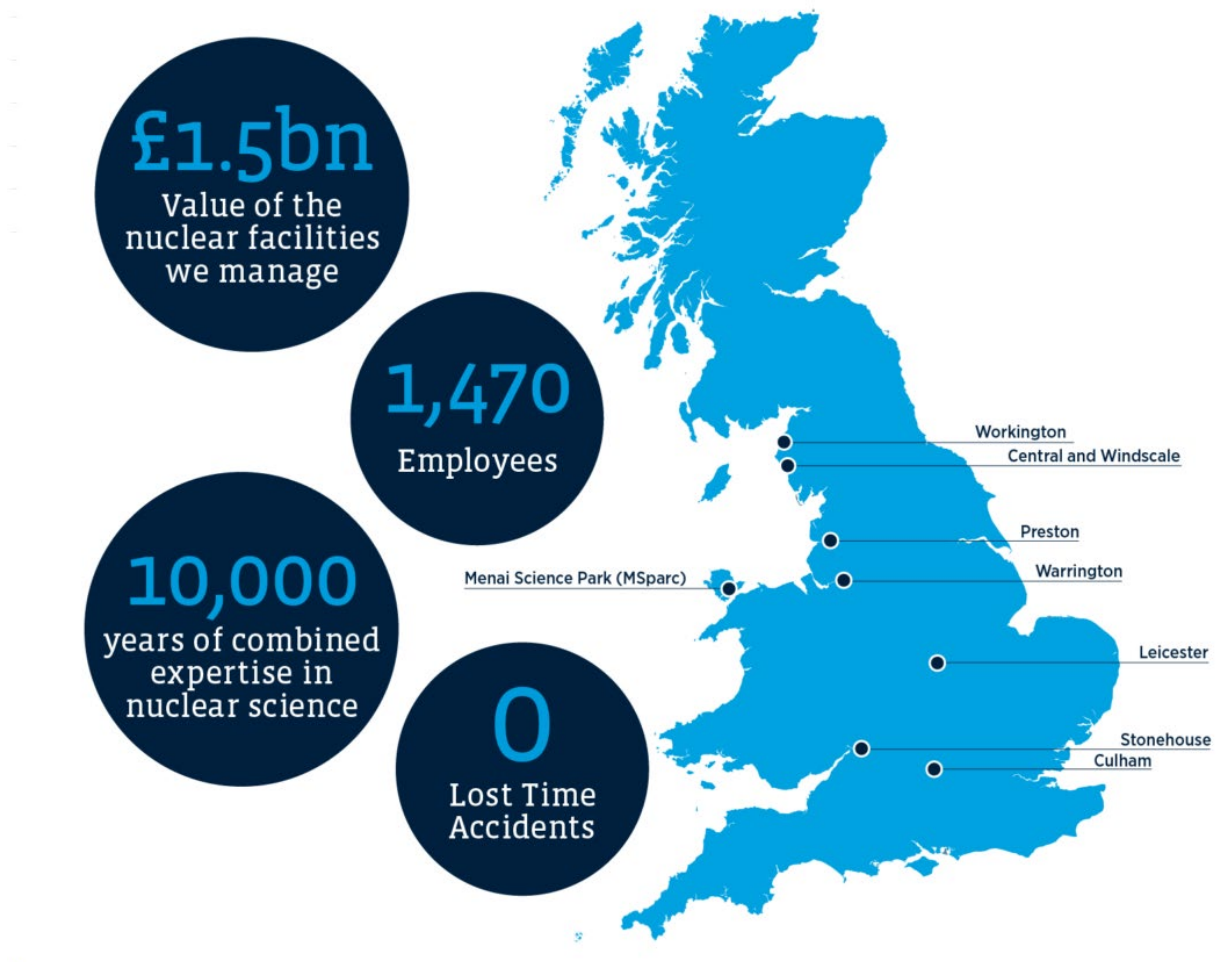 £1.5bn
Value of the
nuclear facilities
we manage
1,470
Employees
10,000
years of combined
expertise in
nuclear science
0
Lost Time
Accidents
Workington
Central and Windscale
Preston
Warrington
Menai Science Park (MSparc)
Leicester
Stonehouse
Culham